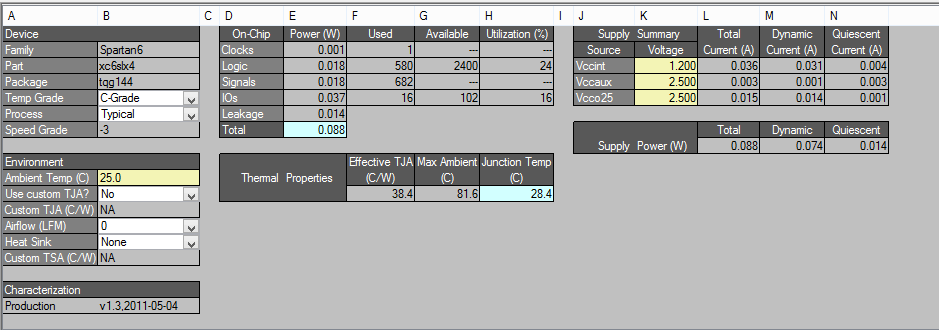 A B C D E F G H I J K L M N
Device On-Chip Power (W) Used Available Utilization (%) Supply Summary Total Dynamic Quiescent
Family Spartan6 Clocks 0.001 1 --- --- Source Voltage Current (A) Current (A) Current (A)
Part xc6slx4 Logic 0.018 580 2400 24 Vccint 1.200 0.036 0.031 0.004
Package tqg144 Signals 0.018 682 --- --- Vccaux 2.500 0.003 0.001 0.003
Temp Grade C-Grade IOs 0.037 16 102 16 Vcco25 2.500 0.015 0.014 0.001
Process Typical Leakage 0.014
Speed Grade -3 Total 0.088 Total Dynamic Quiescent
Supply Power (W) 0.088 0.074 0.014
Environment Effective TJA Max Ambient Junction Temp
Ambient Temp (C) 25.0 Thermal Properties (C/W) (C) (C)
Use custom TJA? No 38.4 81.6 28.4
Custom TJA (C/W) NA
Airflow (LFM) 0
Heat Sink None
Custom TSA (C/W) NA
Characterization
Production v1.3,2011-05-04